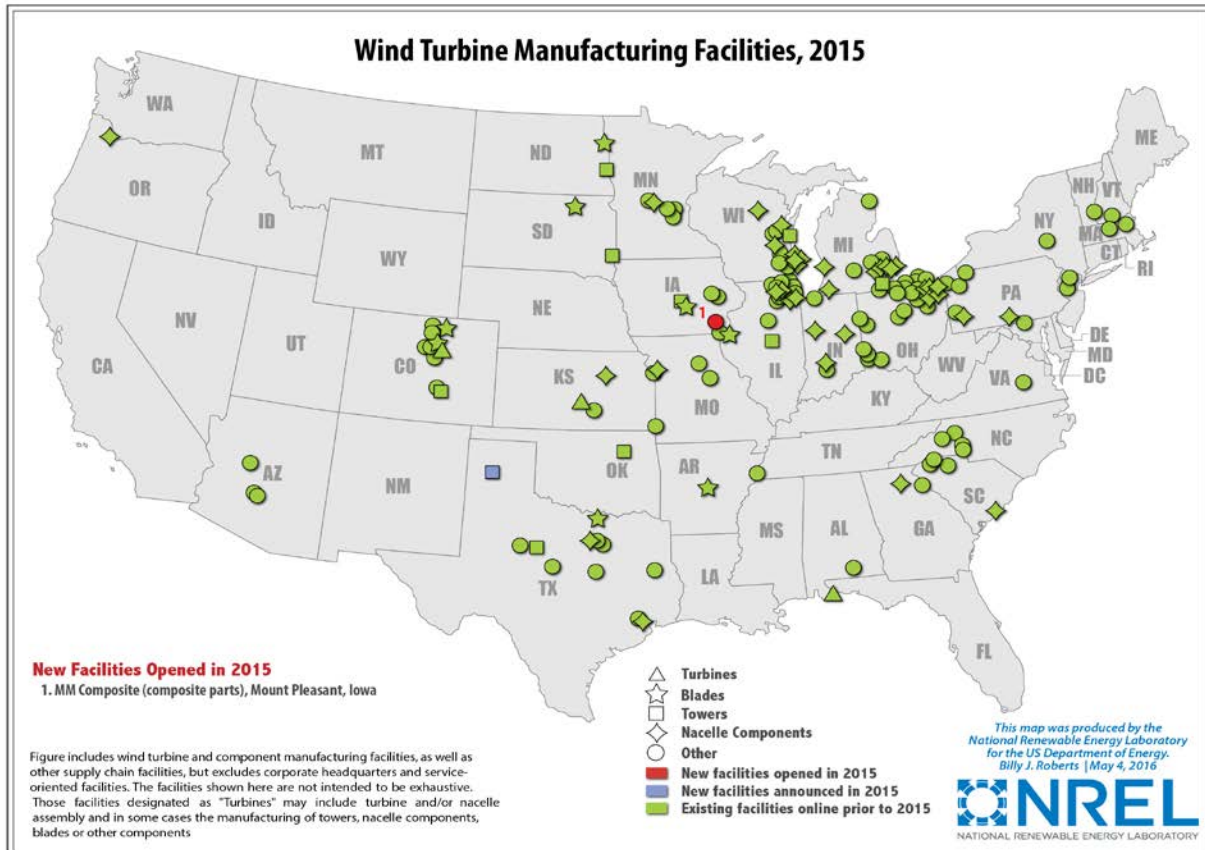 Wind Turbine Manufacturing Facilities, 2015
WA
OR
CA
NV
ID
MT
WY
UT
AZ
CO
NM
ND
SD
NE
KS
OK
TX
MN
IA
MO
AR
LA
WI
IL
MS
MI
IN
KY
TN
AL
OH
WV
GA
FL
SC
NC
VA
PA
NY
VT
NH
ME
MA
CT
RI
DE
MD
DC
1
New Facilities Opened in 2015
1. MM Composite (composite parts), Mount Pleasant, Iowa
Figure includes wind turbine and component manufacturing facilities, as well as
other supply chain facilities, but excludes corporate headquarters and service-
oriented facilities. The facilities shown here are not intended to be exhaustive.
Those facilities designated as "Turbines" may include turbine and/or nacelle
assembly and in some cases the manufacturing of towers, nacelle components,
blades or other components
Turbines
Blades
Towers
Nacelle Components
Other
New facilities opened in 2015
New facilities announced in 2015
Existing facilities online prior to 2015
This map was produced by the
National Renewable Energy Laboratory
for the US Department of Energy.
Billy J. Roberts | May 4, 2016
NREL
NATIONAL RENEWABLE ENERGY LABORATORY